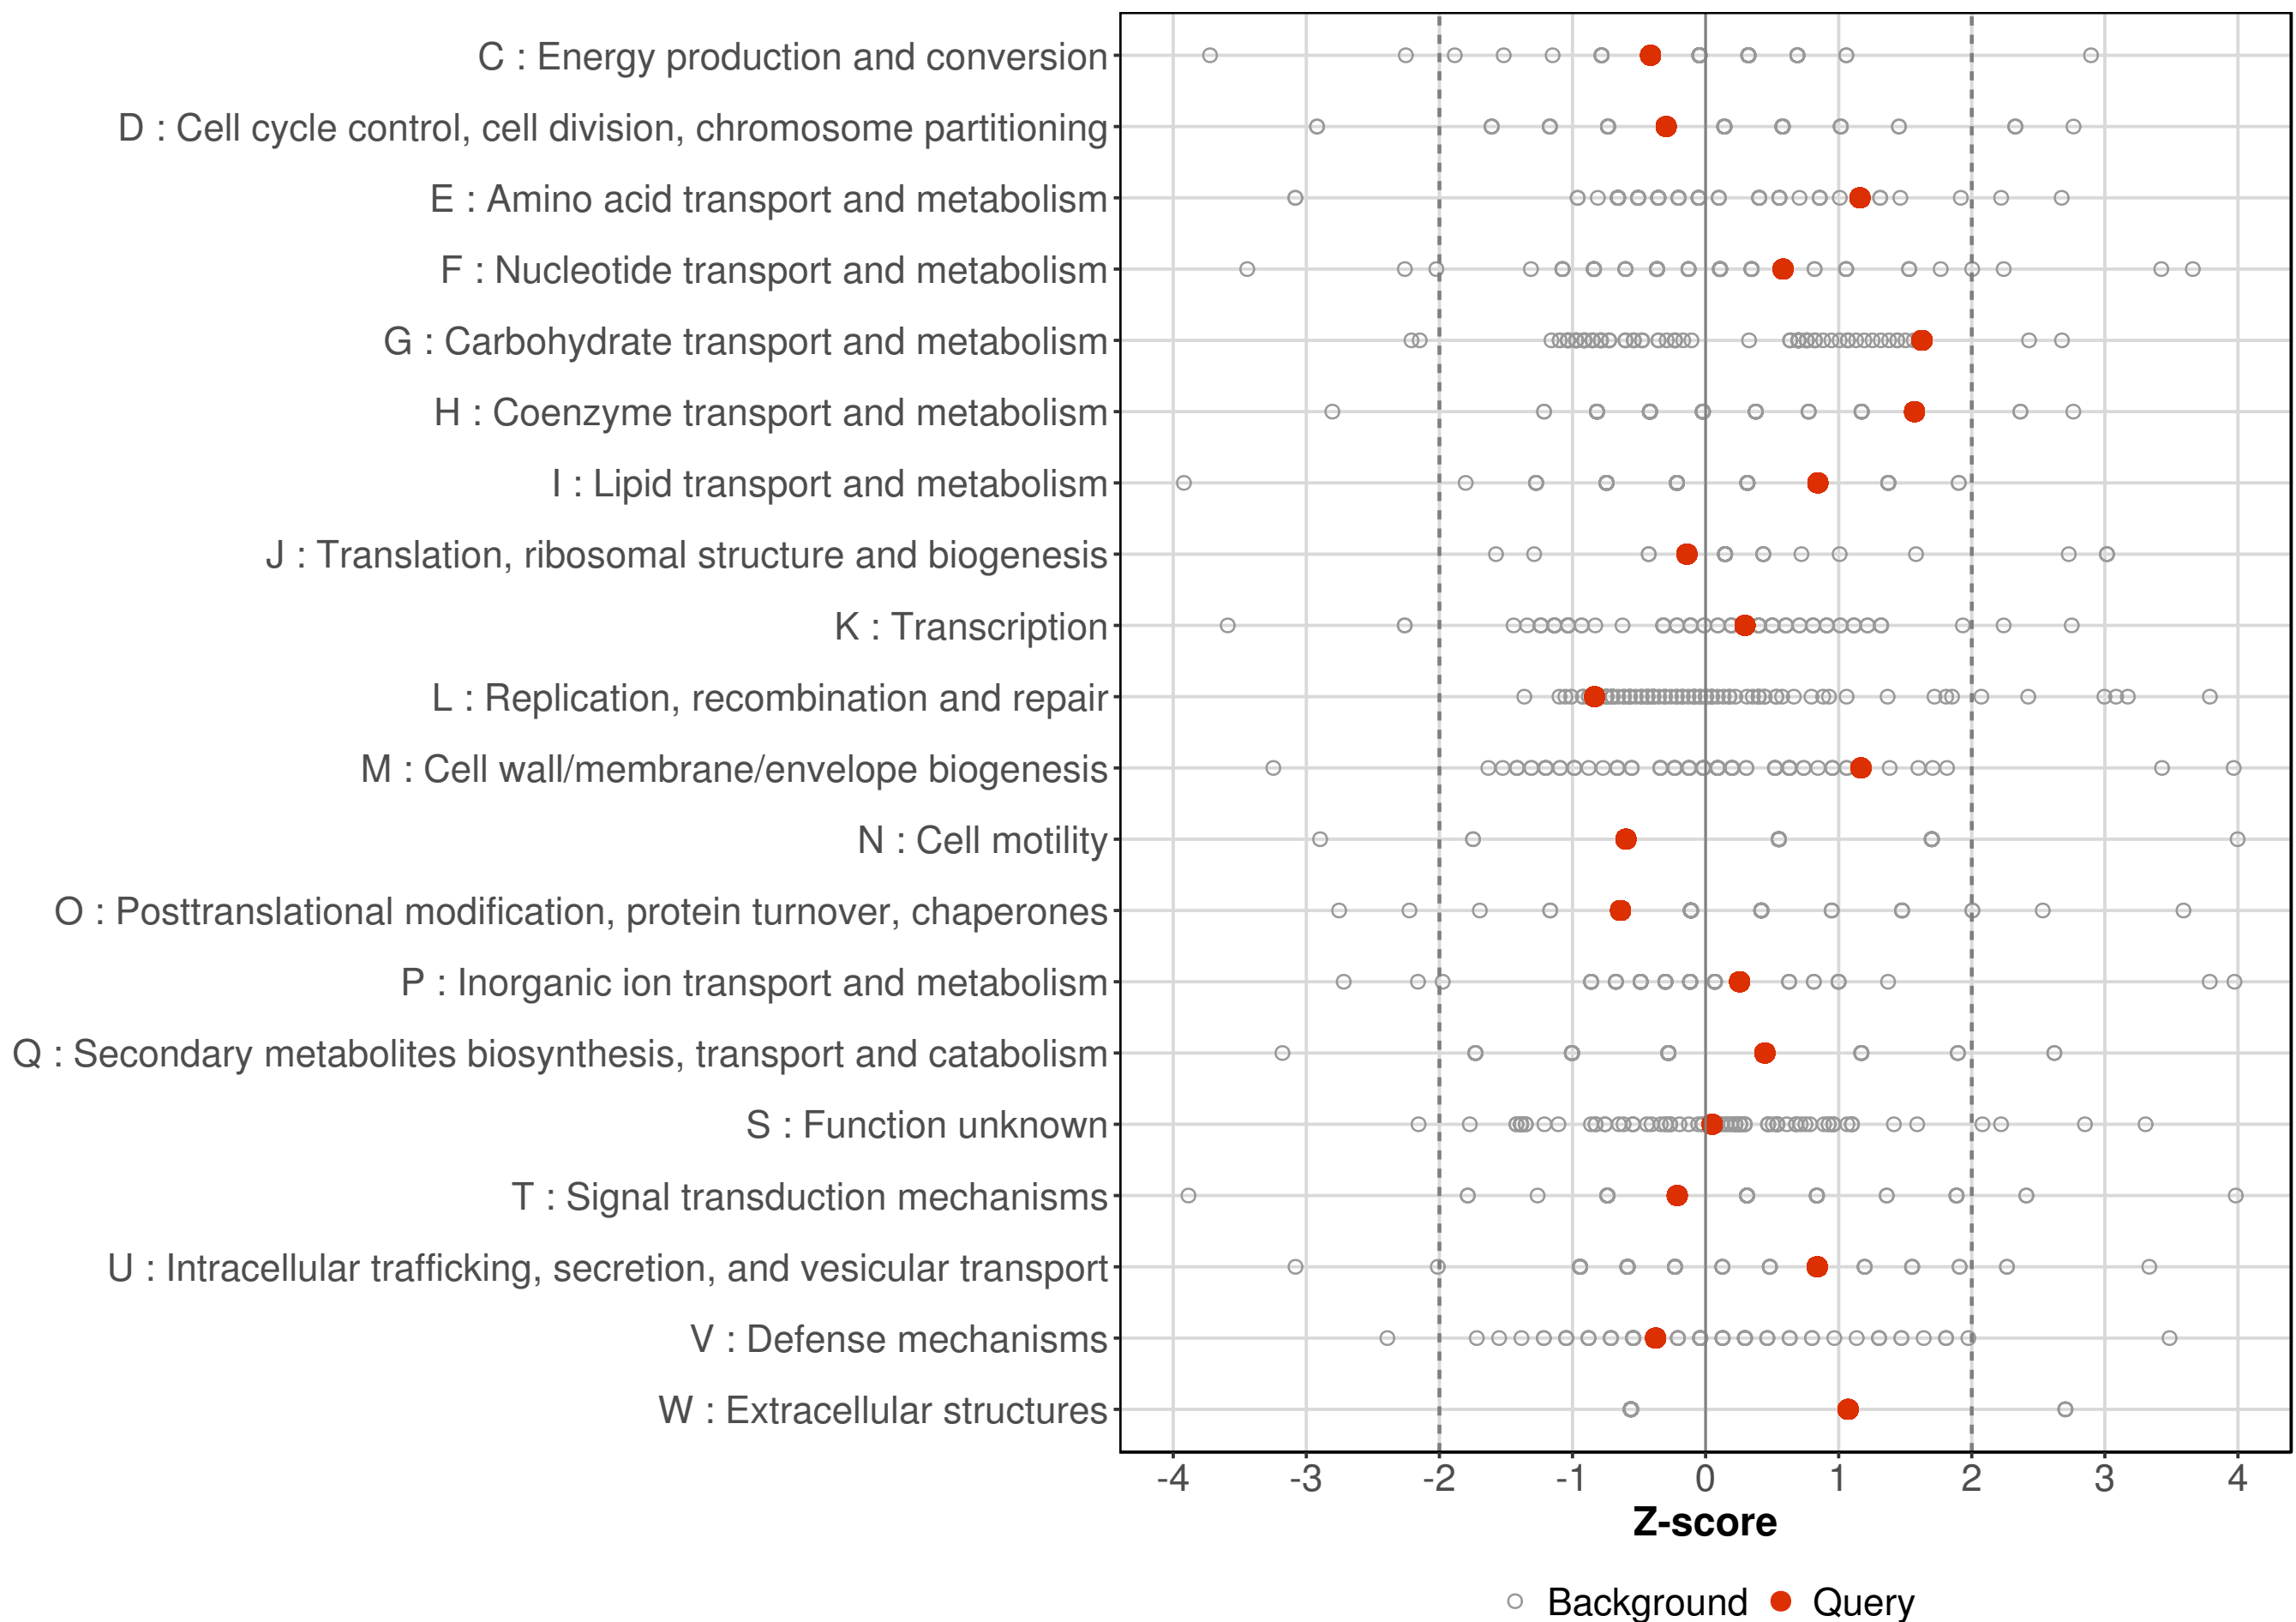 C : Energy production and conversion
D : Cell cycle control, cell division, chromosome partitioning
E : Amino acid transport and metabolism
F : Nucleotide transport and metabolism
G : Carbohydrate transport and metabolism
H : Coenzyme transport and metabolism
I : Lipid transport and metabolism
J : Translation, ribosomal structure and biogenesis
K : Transcription
L : Replication, recombination and repair
M : Cell wall/membrane/envelope biogenesis
N : Cell motility
O : Posttranslational modification, protein turnover, chaperones
P : Inorganic ion transport and metabolism
Q : Secondary metabolites biosynthesis, transport and catabolism
S : Function unknown
T : Signal transduction mechanisms
U : Intracellular trafficking, secretion, and vesicular transport
V : Defense mechanisms
W : Extracellular structures
-4 -3 -2 -1 0 1 2 3 4
Z-score
Background Query